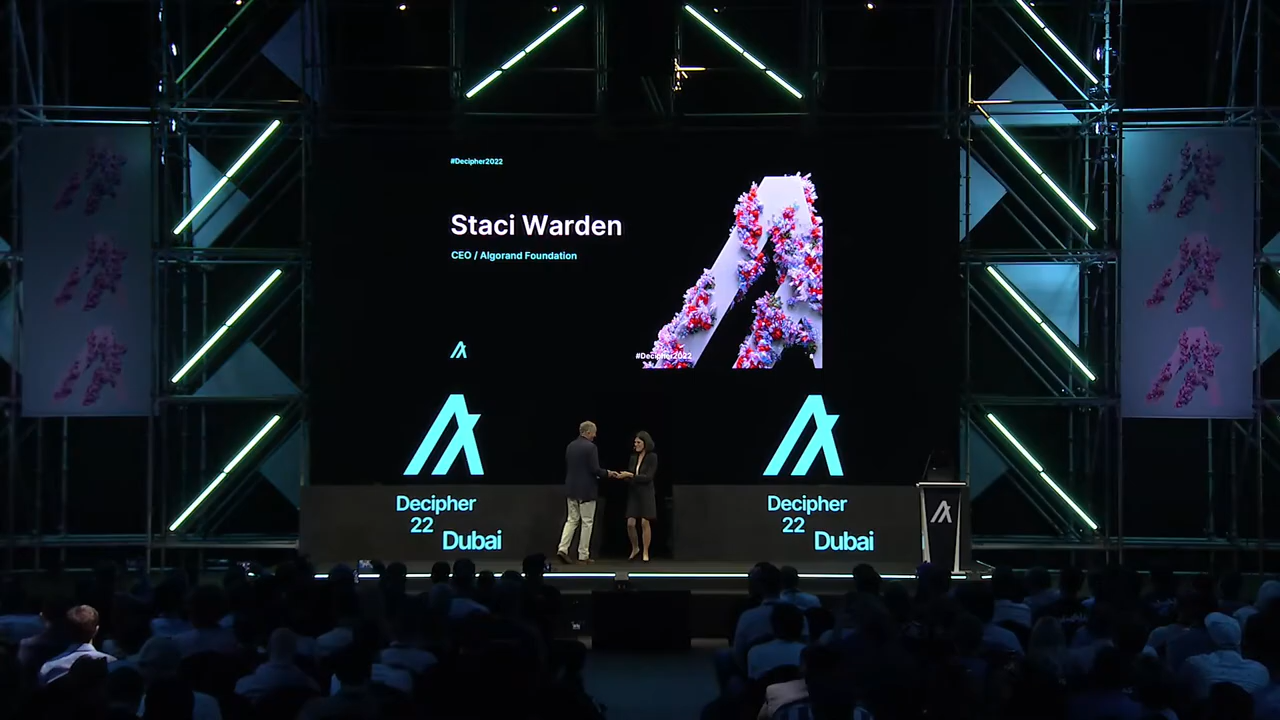 #Decipher2022
Staci Warden
CEO / Algorand Foundation
#Decipher2022
Decipher
22
Dubai
Decipher
22
Dubai